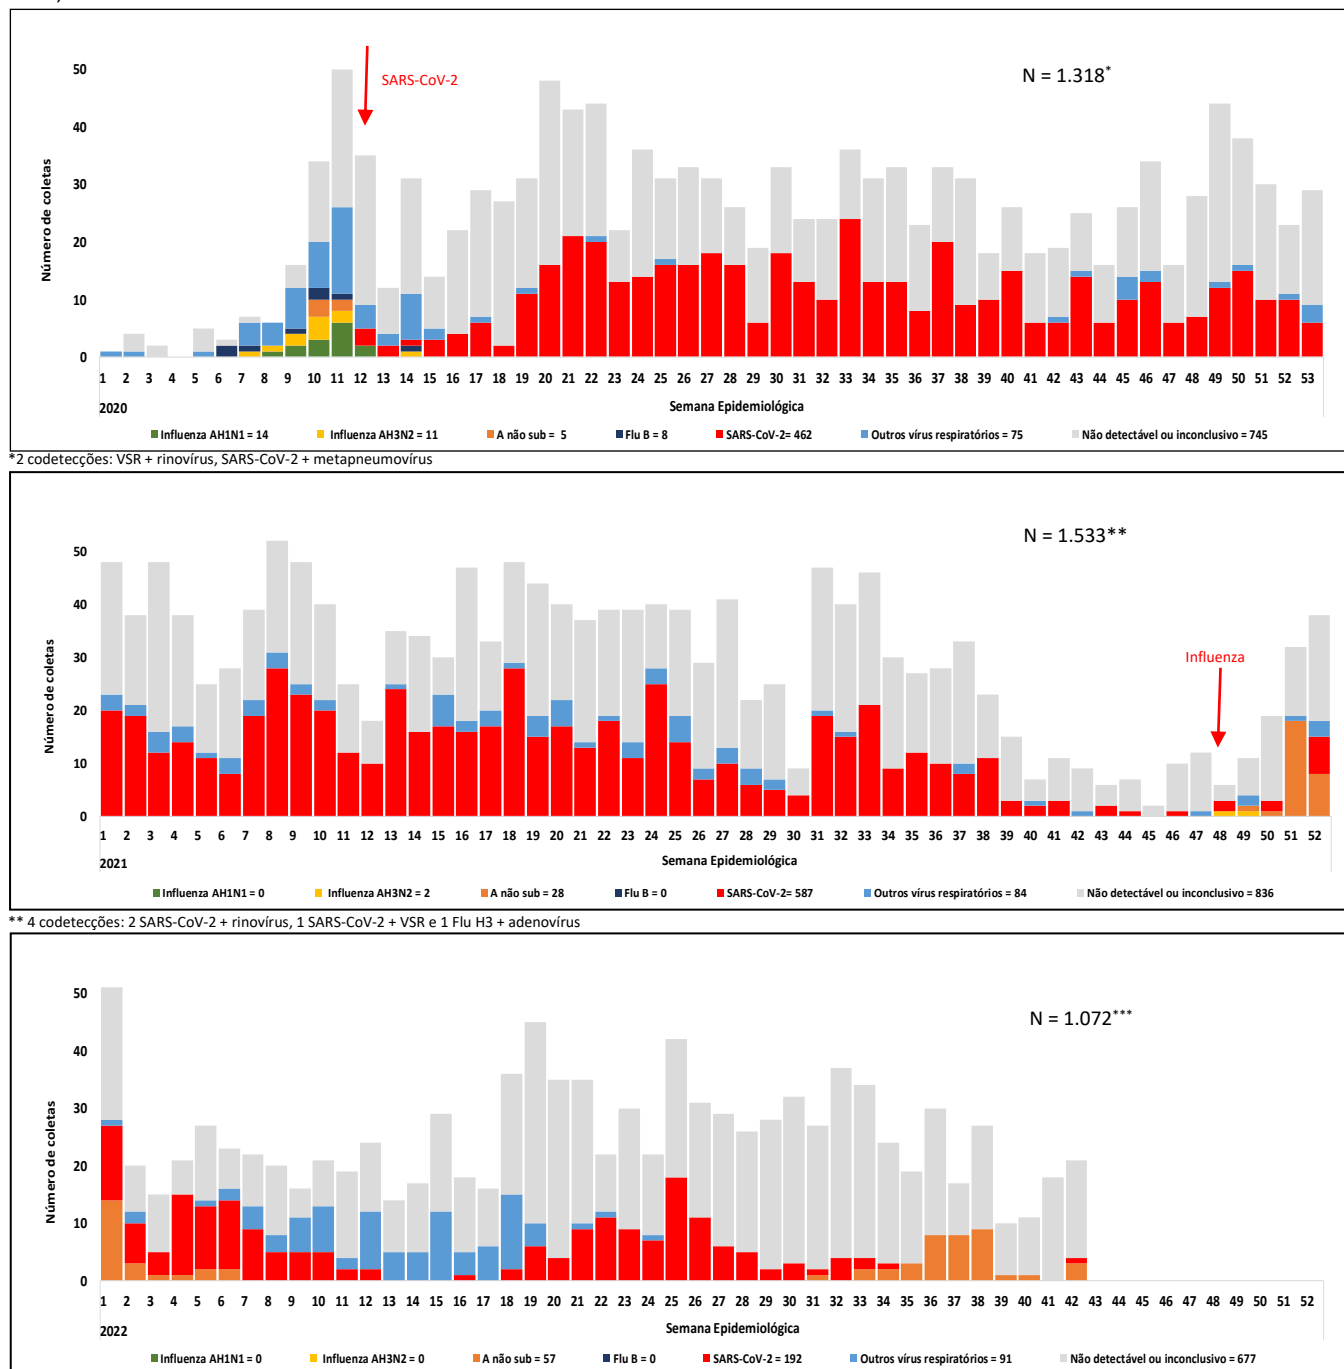 50
40
30
20
10
0
Número de coletas
SARS-CoV-2
N = 1.318*
1 2 3 4 5 6 7 8 9 10 11 12 13 14 15 16 17 18 19 20 21 22 23 24 25 26 27 28 29 30 31 32 33 34 35 36 37 38 39 40 41 42 43 44 45 46 47 48 49 50 51 52 53
2020
Semana Epidemiológica
Influenza AH1N1 = 14 Influenza AH3N2 = 11 A não sub = 5 Flu B = 8 SARS-CoV-2= 462 Outros vírus respiratórios = 75 Não detectável ou inconclusivo = 745
*2 codetecções: VSR + rinovírus, SARS-CoV-2 + metapneumovírus
50
40
30
20
10
0
Número de coletas
N = 1.533**
Influenza
1 2 3 4 5 6 7 8 9 10 11 12 13 14 15 16 17 18 19 20 21 22 23 24 25 26 27 28 29 30 31 32 33 34 35 36 37 38 39 40 41 42 43 44 45 46 47 48 49 50 51 52
2021
Semana Epidemiológica
Influenza AH1N1 = 0 Influenza AH3N2 = 2 A não sub = 28 Flu B = 0 SARS-CoV-2= 587 Outros vírus respiratórios = 84 Não detectável ou inconclusivo = 836
** 4 codetecções: 2 SARS-CoV-2 + rinovírus, 1 SARS-CoV-2 + VSR e 1 Flu H3 + adenovírus
50
40
30
20
10
0
Número de coletas
N = 1.072***
1 2 3 4 5 6 7 8 9 10 11 12 13 14 15 16 17 18 19 20 21 22 23 24 25 26 27 28 29 30 31 32 33 34 35 36 37 38 39 40 41 42 43 44 45 46 47 48 49 50 51 52
2022
Semana Epidemiológica
Influenza AH1N1 = 0 Influenza AH3N2 = 0 A não sub = 57 Flu B = 0 SARS-CoV-2 = 192 Outros vírus respiratórios = 91 Não detectável ou inconclusivo = 677